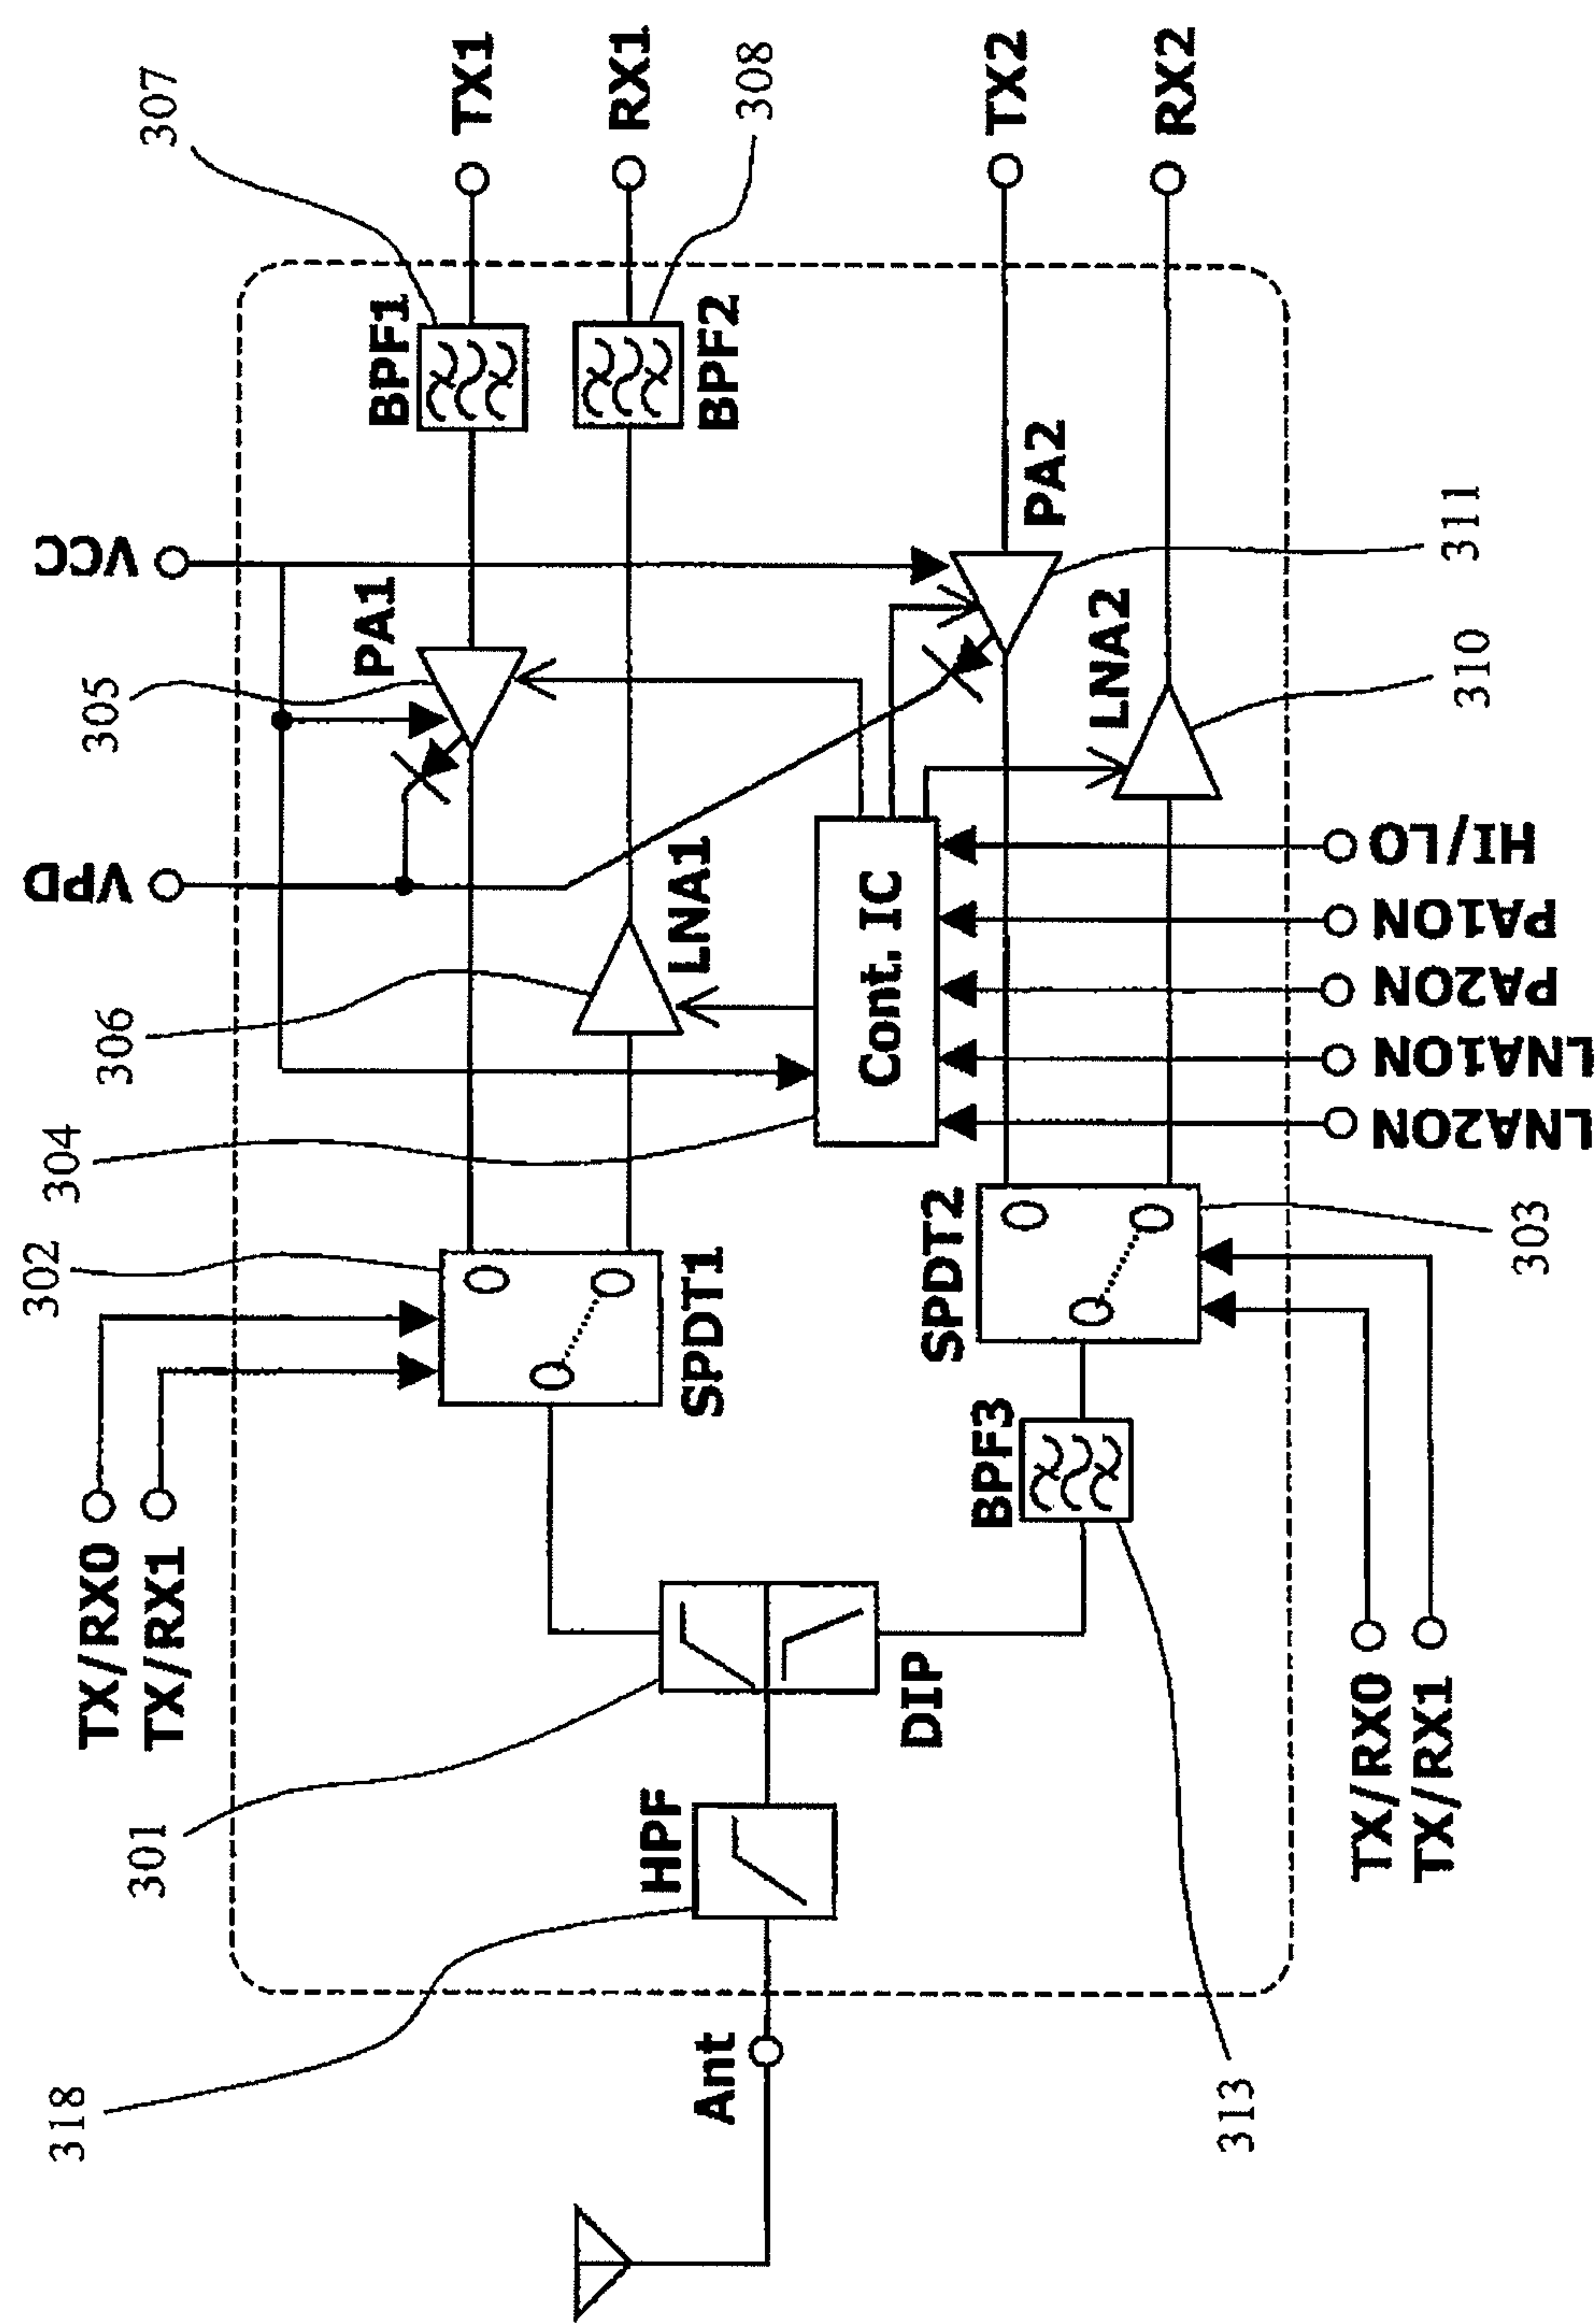 307
TX1
RX1
308
TX2
RX2
BPF1
BPF2
VCC
PA1
PA2
311
305
LNA2
310
VPD
LNA1
306
Cont. IC
HI/LO
PA1ON
PA2ON
LNA1ON
LNA2ON
304
302
SPDT1
SPDT2
303
TX/RX0
TX/RX1
BPF3
301
DIP
HPF
TX/RX0
TX/RX1
318
Ant
313